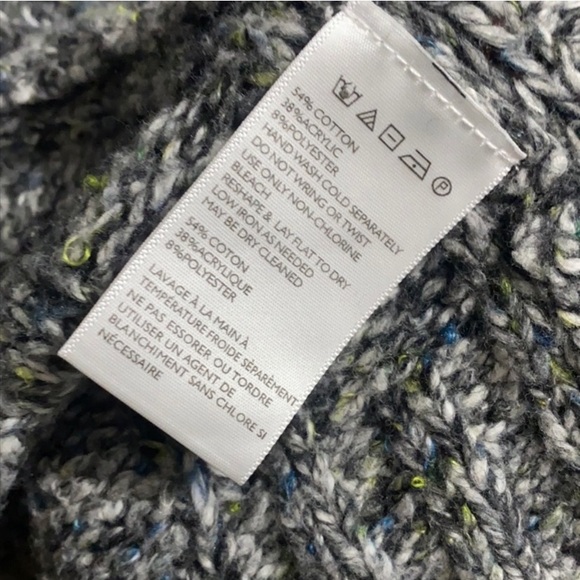 54% COTTON
38%ACRYLIC
8%POLYESTER
HAND WASH COLD SEPARATELY
DO NOT WRING OR TWIST
USE ONLY NON-CHLORINE
BLEACH
RESHAPE & LAY FLAT TO DRY
LOW IRON AS NEEDED
MAY BE DRY CLEANED
54% COTON
38%ACRYLIQUE
8%POLYESTER
LAVAGE À LA MAIN À
TEMPÉRATURE FROIDE SÉPARÉMENT
NE PAS ESSORER OU TORDRE
UTILISER UN AGENT DE
BLANCHIMENT SANS CHLORE SI
NÉCESSAIRE